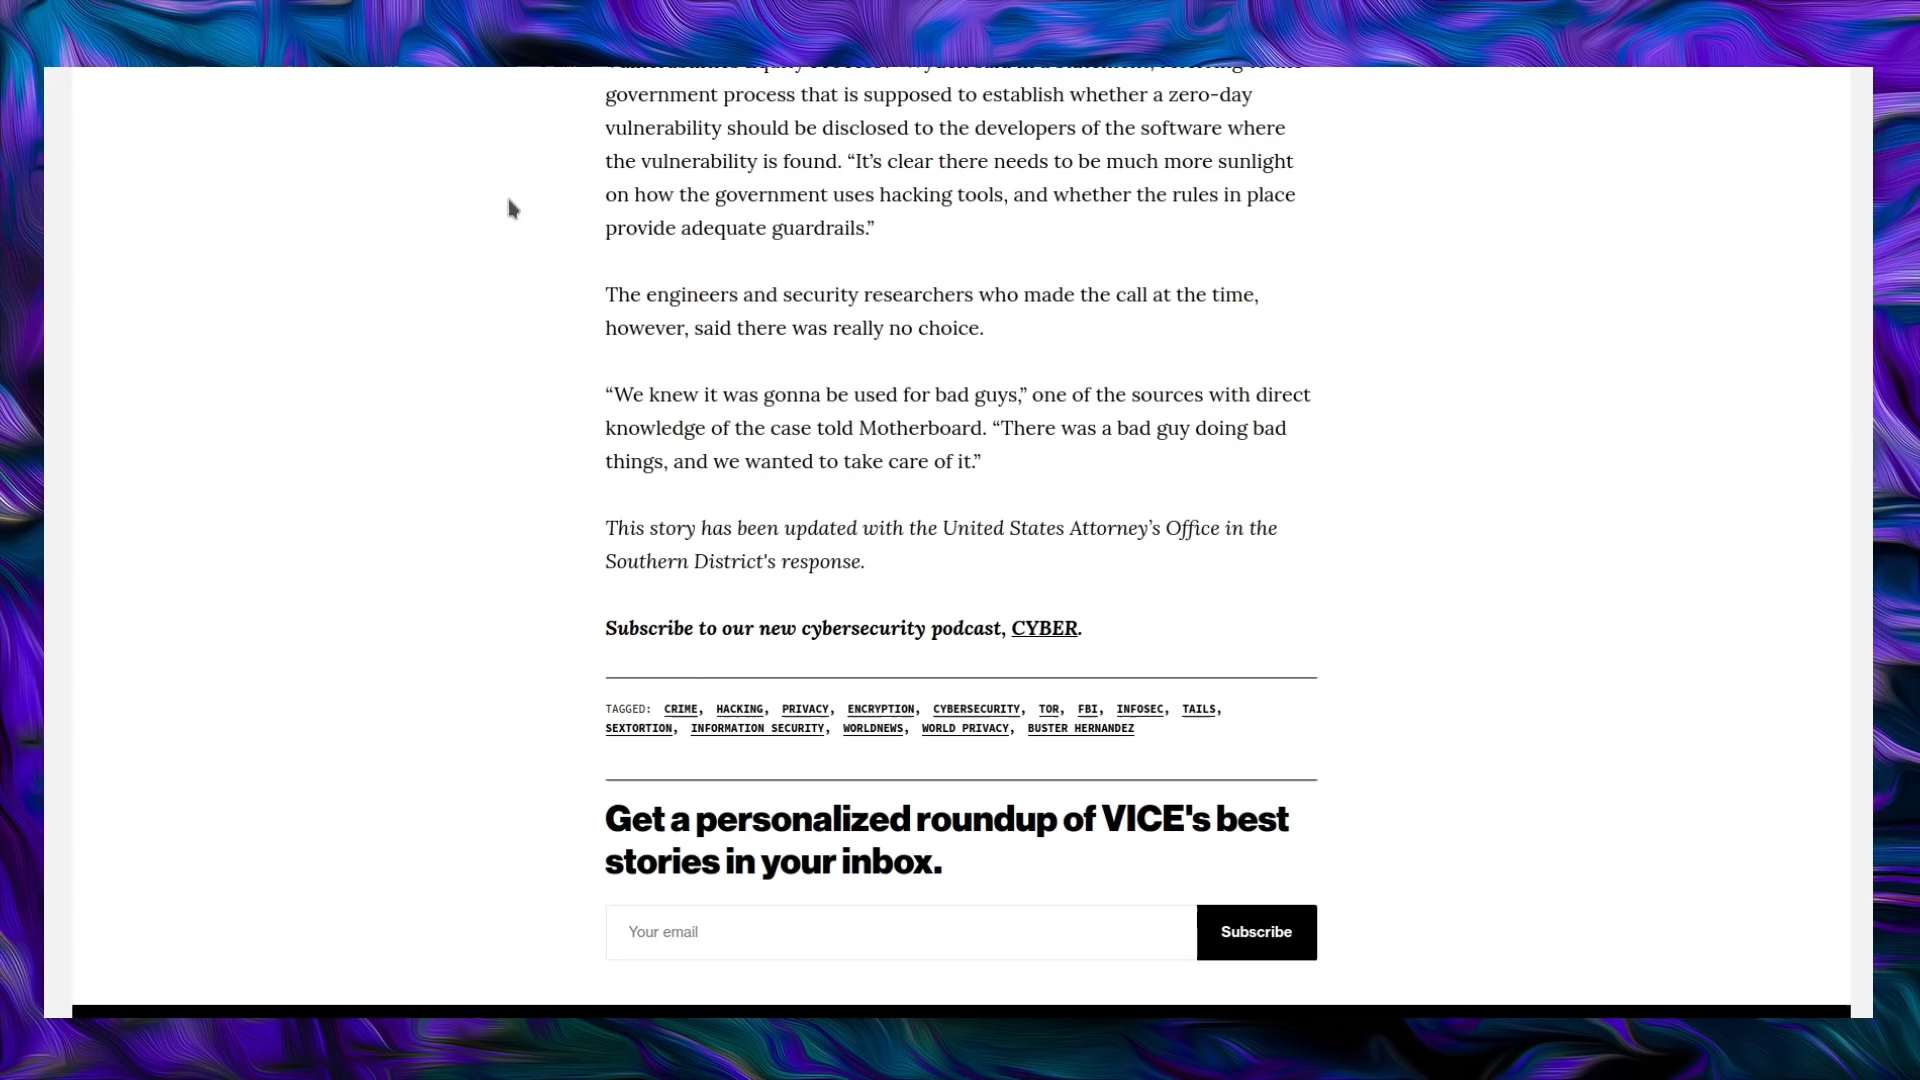 government process that is supposed to establish whether a zero-day
vulnerability should be disclosed to the developers of the software where
the vulnerability is found. “It’s clear there needs to be much more sunlight
on how the government uses hacking tools, and whether the rules in place
provide adequate guardrails.”
The engineers and security researchers who made the call at the time,
however, said there was really no choice.
“We knew it was gonna be used for bad guys,” one of the sources with direct
knowledge of the case told Motherboard. “There was a bad guy doing bad
things, and we wanted to take care of it.”
This story has been updated with the United States Attorney’s Office in the
Southern District's response.
Subscribe to our new cybersecurity podcast, CYBER.
TAGGED: CRIME, HACKING, PRIVACY, ENCRYPTION, CYBERSECURITY, TOR, FBI, INFOSEC, TAILS,
SEXTORTION, INFORMATION SECURITY, WORLDNEWS, WORLD PRIVACY, BUSTER HERNANDEZ
Get a personalized roundup of VICE's best
stories in your inbox.
Your email
Subscribe